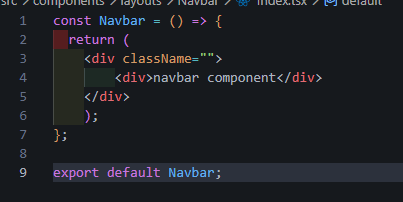 src > components > layouts > Navbar > index.tsx > default
1 const Navbar = () => {
2 return (
3 <div className="">
4 <div>navbar component</div>
5 </div>
6 );
7 };
8
9 export default Navbar;